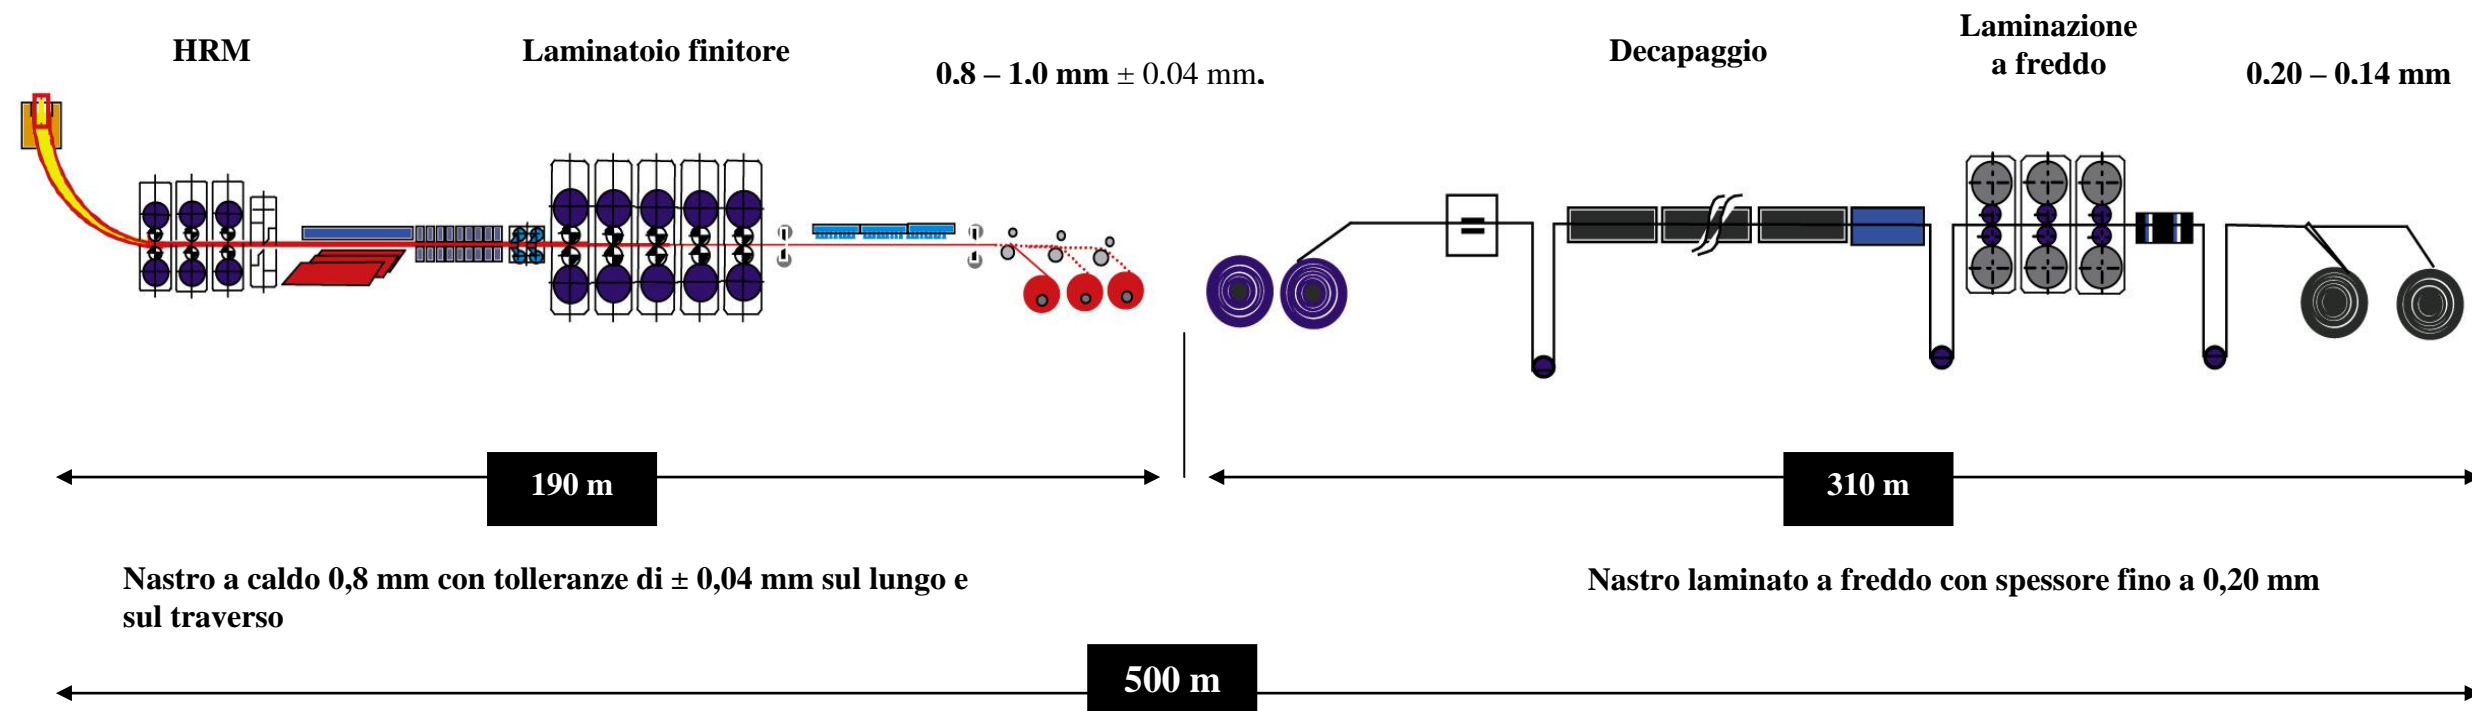 HRM
Laminatoio finitore
0.8 – 1.0 mm ± 0.04 mm.
Decapaggio
Laminazione
a freddo
0.20 – 0.14 mm
190 m
310 m
Nastro a caldo 0,8 mm con tolleranze di ± 0,04 mm sul lungo e
sul traverso
Nastro laminato a freddo con spessore fino a 0,20 mm
500 m